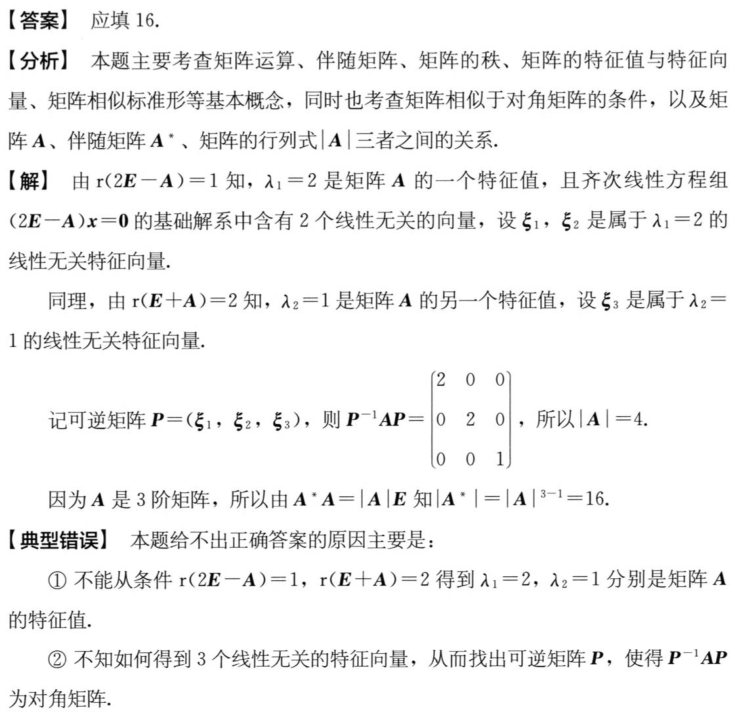 【答案】 应填 16.
【分析】 本题主要考查矩阵运算、伴随矩阵、矩阵的秩、矩阵的特征值与特征向
量、矩阵相似标准形等基本概念，同时也考查矩阵相似于对角矩阵的条件，以及矩
阵 A、伴随矩阵 A*、矩阵的行列式|A|三者之间的关系.
【解】 由 r(2E－A)＝1 知，λ₁＝2 是矩阵 A 的一个特征值，且齐次线性方程组
(2E－A)x＝0 的基础解系中含有 2 个线性无关的向量，设 ξ₁，ξ₂ 是属于 λ₁＝2 的
线性无关特征向量.
同理，由 r(E＋A)＝2 知，λ₂＝1 是矩阵 A 的另一个特征值，设 ξ₃ 是属于 λ₂＝
1 的线性无关特征向量.
2 0 0
记可逆矩阵 P＝(ξ₁，ξ₂，ξ₃)，则 P⁻¹AP＝ 0 2 0 ，所以|A|＝4.
0 0 1
因为 A 是 3 阶矩阵，所以由 A*A＝|A|E 知|A*|＝|A|³⁻¹＝16.
【典型错误】 本题给不出正确答案的原因主要是：
① 不能从条件 r(2E－A)＝1，r(E＋A)＝2 得到 λ₁＝2，λ₂＝1 分别是矩阵 A
的特征值.
② 不知如何得到 3 个线性无关的特征向量，从而找出可逆矩阵 P，使得 P⁻¹AP
为对角矩阵.